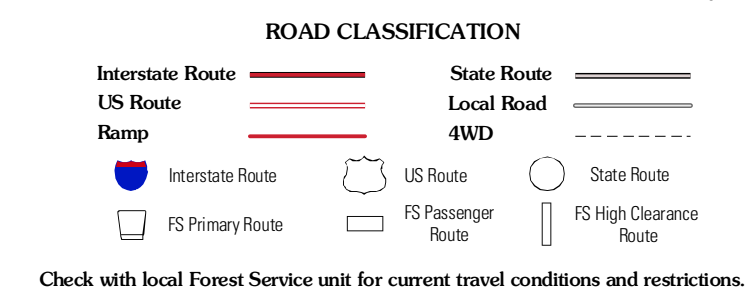 ROAD CLASSIFICATION
Interstate Route
State Route
US Route
Local Road
Ramp
4WD
Interstate Route
US Route
State Route
FS Primary Route
FS Passenger
Route
FS High Clearance
Route
Check with local Forest Service unit for current travel conditions and restrictions.